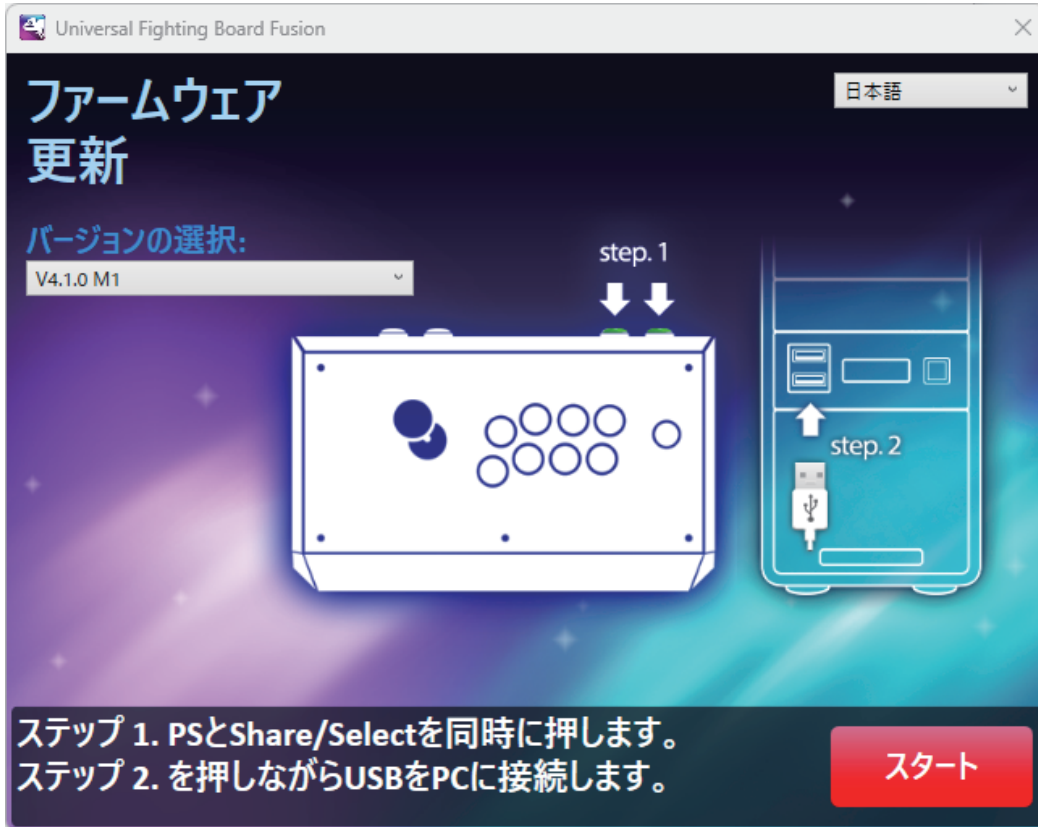 Universal Fighting Board Fusion
ファームウェア
更新
日本語
バージョンの選択:
V4.1.0 M1
step. 1
step. 2
ステップ 1. PSとShare/Selectを同時に押します。
ステップ 2. を押しながらUSBをPCに接続します。
スタート